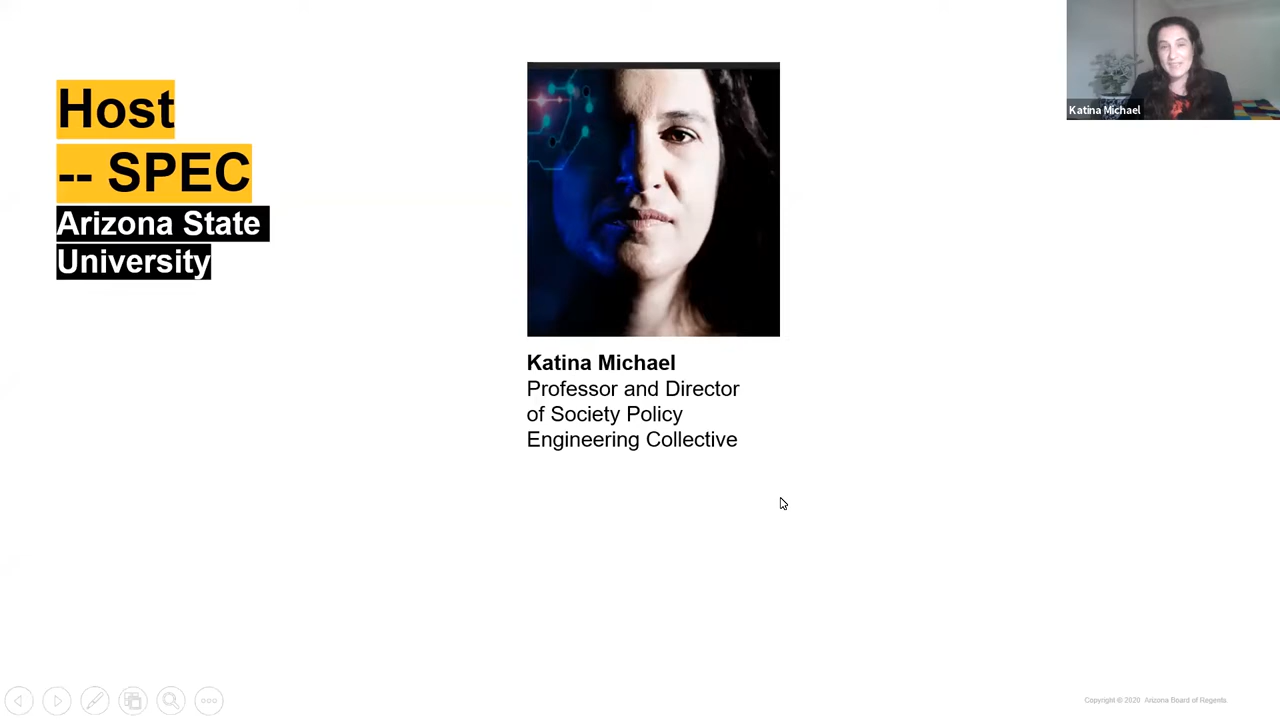 Host
-- SPEC
Arizona State
University
Katina Michael
Professor and Director
of Society Policy
Engineering Collective
Katina Michael
Copyright © 2020 Arizona Board of Regents